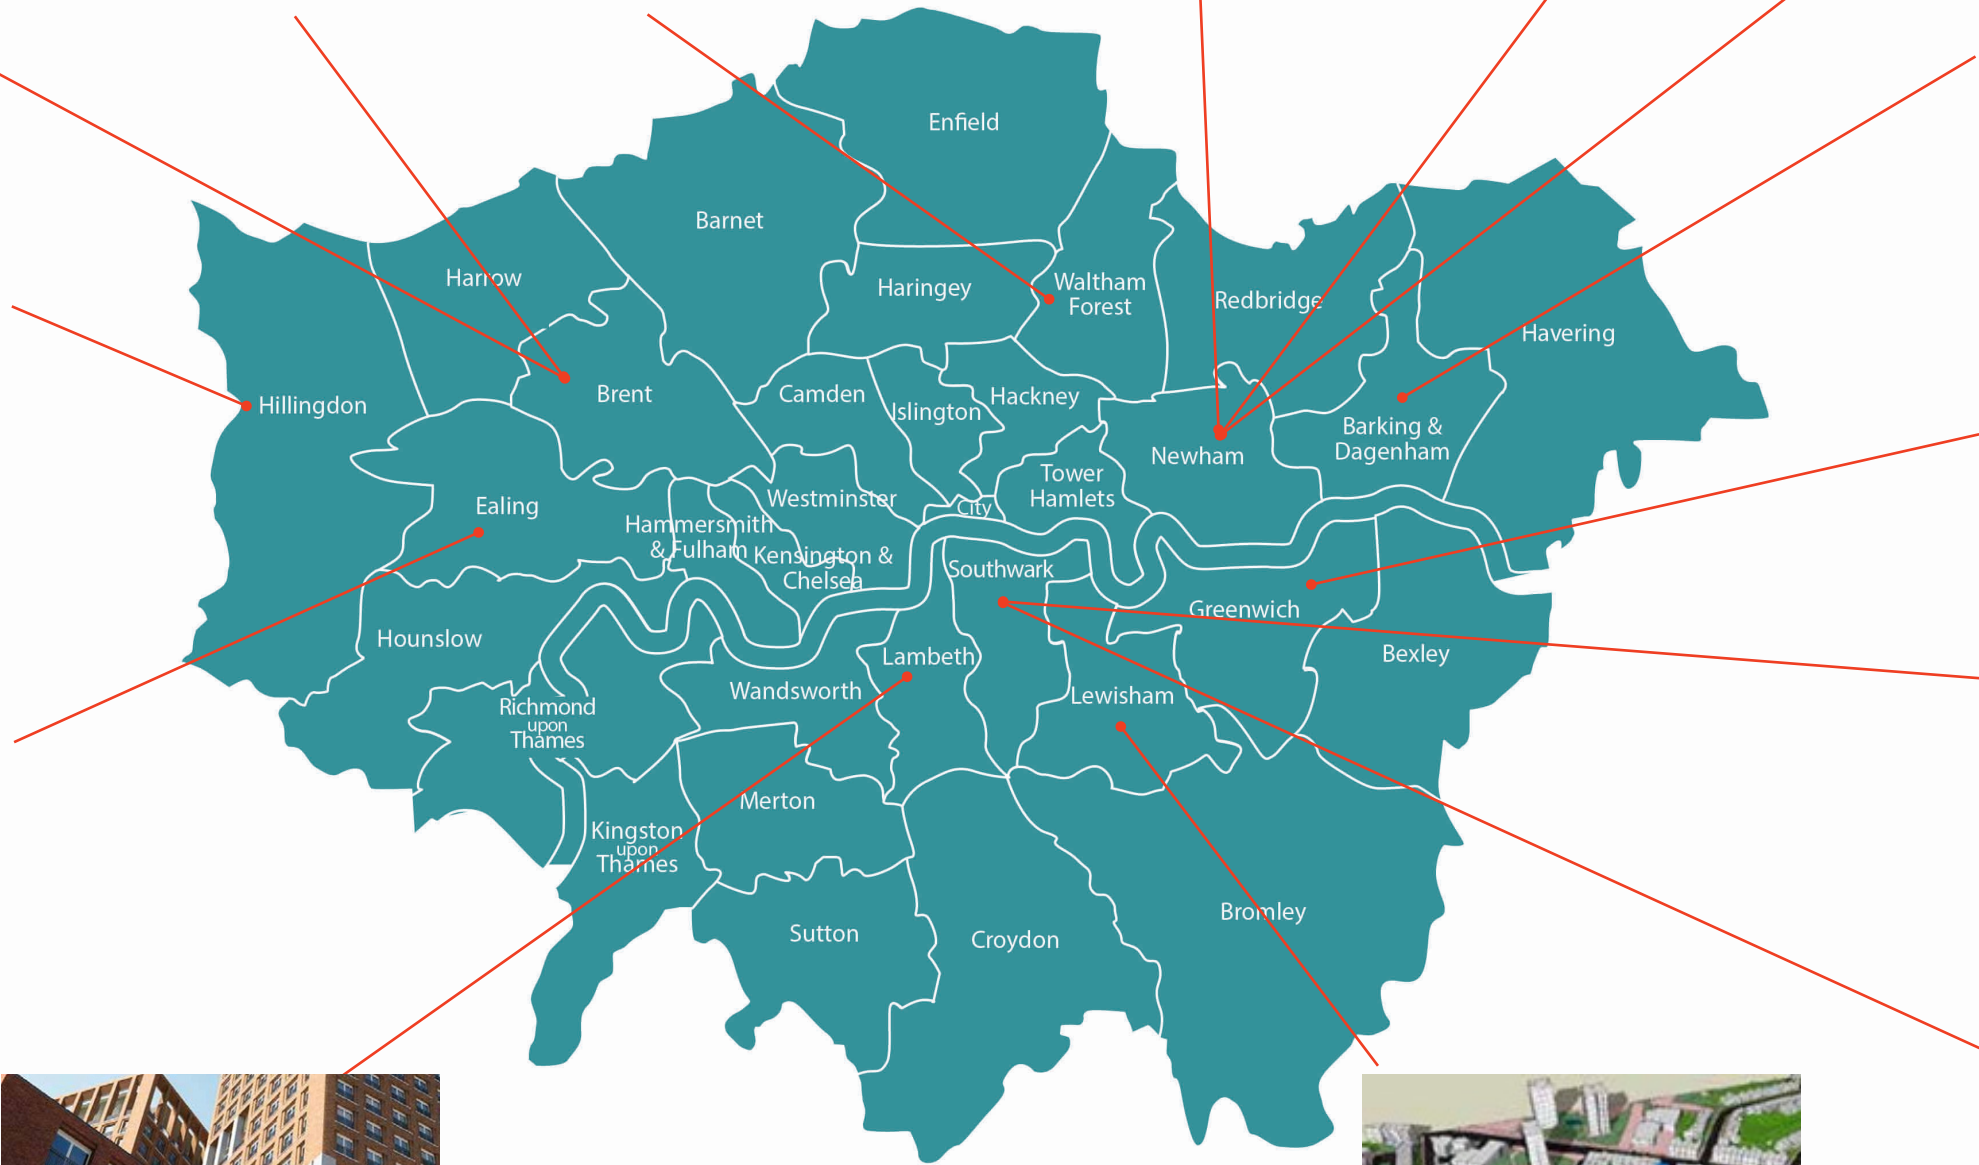 Enfield
Barnet
Harrow
Haringey
Waltham
Forest
Redbridge
Havering
Hillingdon
Brent
Camden
Islington
Hackney
Newham
Barking &
Dagenham
Ealing
Westminster
City
Tower
Hamlets
Hammersmith
& Fulham
Kensington &
Chelsea
Southwark
Greenwich
Hounslow
Lambeth
Bexley
Richmond
upon
Thames
Wandsworth
Lewisham
Merton
Kingston
upon
Thames
Sutton
Croydon
Bromley